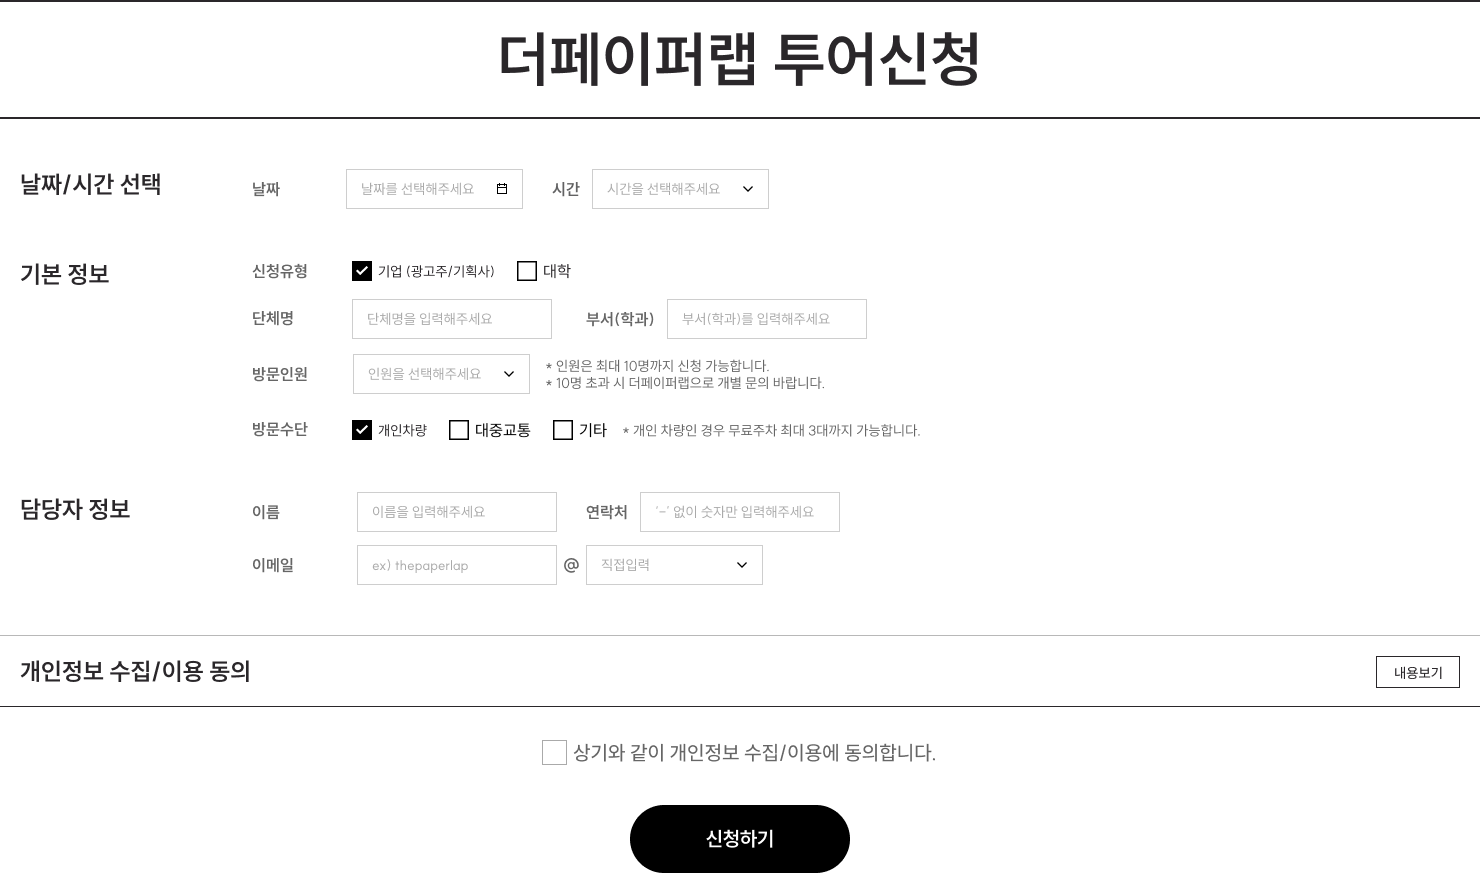 더페이퍼랩 투어신청
날짜/시간 선택
날짜 날짜를 선택해주세요 시간 시간을 선택해주세요
기본 정보
신청유형 기업 (광고주/기획사) 대학
단체명 단체명을 입력해주세요 부서(학과) 부서(학과)를 입력해주세요
방문인원 인원을 선택해주세요 * 인원은 최대 10명까지 신청 가능합니다.
* 10명 초과 시 더페이퍼랩으로 개별 문의 바랍니다.
방문수단 개인차량 대중교통 기타 * 개인 차량인 경우 무료주차 최대 3대까지 가능합니다.
담당자 정보
이름 이름을 입력해주세요 연락처 '-' 없이 숫자만 입력해주세요
이메일 ex) thepaperlap @ 직접입력
개인정보 수집/이용 동의 내용보기
상기와 같이 개인정보 수집/이용에 동의합니다.
신청하기